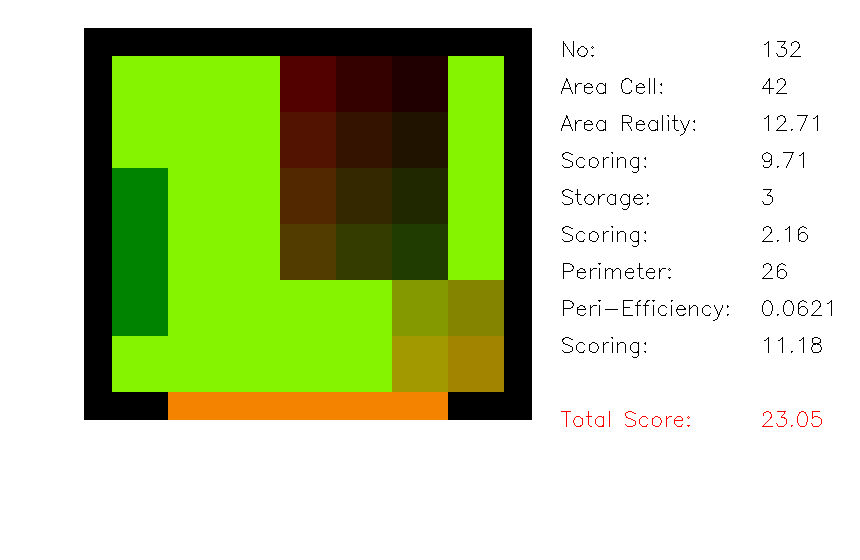 No: 132
Area Cell: 42
Area Reality: 12.71
Scoring: 9.71
Storage: 3
Scoring: 2.16
Perimeter: 26
Peri-Efficiency: 0.0621
Scoring: 11.18
Total Score: 23.05